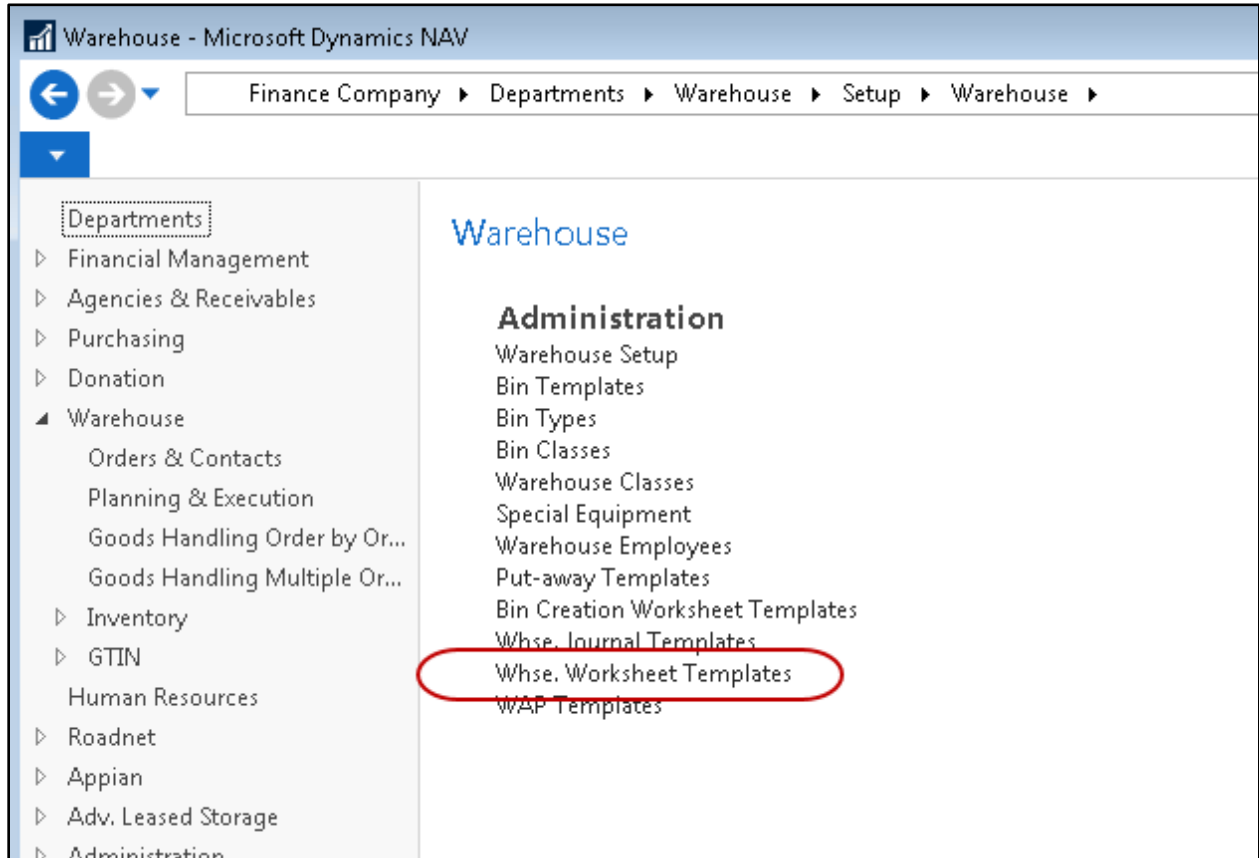 Warehouse - Microsoft Dynamics NAV
Finance Company ▸ Departments ▸ Warehouse ▸ Setup ▸ Warehouse ▸
Departments
Financial Management
Agencies & Receivables
Purchasing
Donation
Warehouse
Orders & Contacts
Planning & Execution
Goods Handling Order by Or...
Goods Handling Multiple Or...
Inventory
GTIN
Human Resources
Roadnet
Appian
Adv. Leased Storage
Administration
Warehouse
Administration
Warehouse Setup
Bin Templates
Bin Types
Bin Classes
Warehouse Classes
Special Equipment
Warehouse Employees
Put-away Templates
Bin Creation Worksheet Templates
Whse. Journal Templates
Whse. Worksheet Templates
WAP Templates